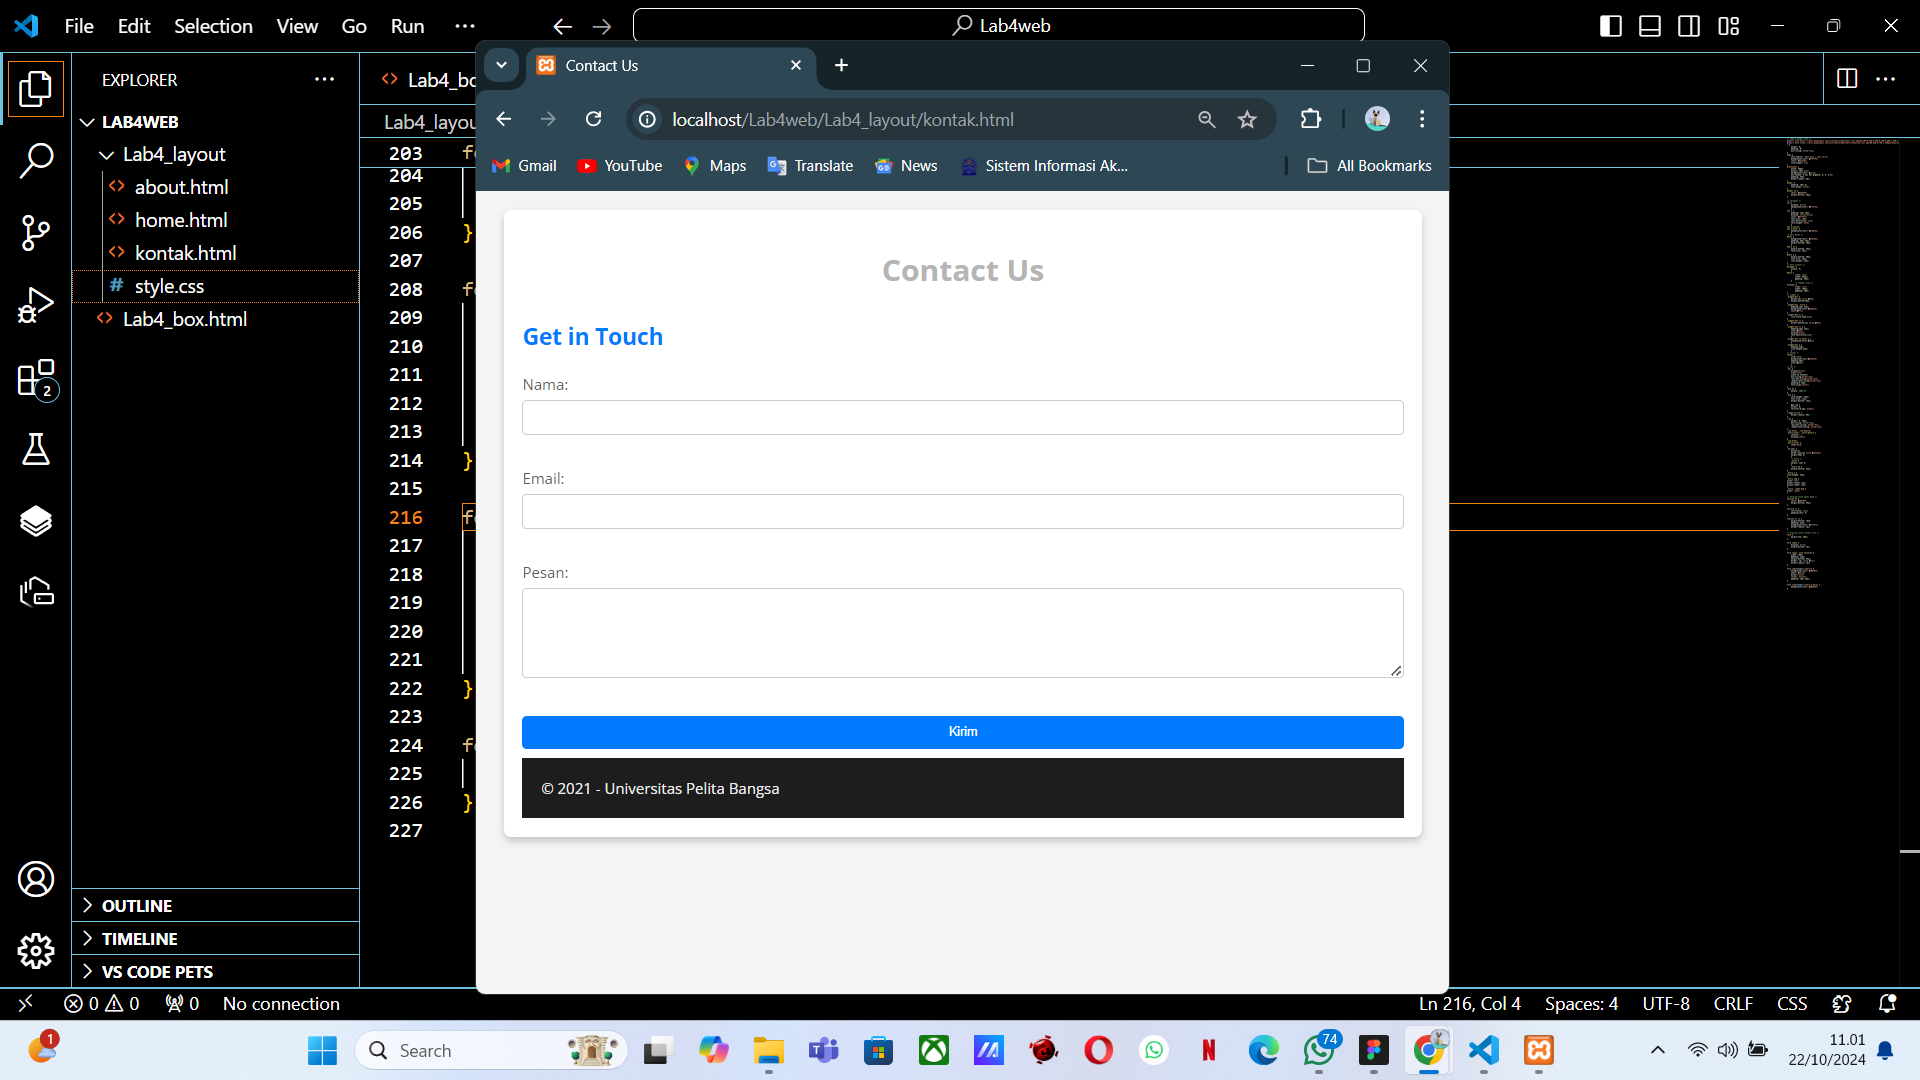 File Edit Selection View Go Run ···
Lab4web
EXPLORER
LAB4WEB
Lab4_layout
about.html
home.html
kontak.html
# style.css
Lab4_box.html
OUTLINE
TIMELINE
VS CODE PETS
2
Lab4_bo
Lab4_layou
203
204
205
206 }
207
208
209
210
211
212
213
214 }
215
216
217
218
219
220
221
222 }
223
224
225
226 }
227
Contact Us
localhost/Lab4web/Lab4_layout/kontak.html
Gmail YouTube Maps Translate News Sistem Informasi Ak... All Bookmarks
Contact Us
Get in Touch
Nama:
Email:
Pesan:
Kirim
© 2021 - Universitas Pelita Bangsa
0 0 0 No connection
Ln 216, Col 4 Spaces: 4 UTF-8 CRLF CSS
1
Search
74
11.01
22/10/2024